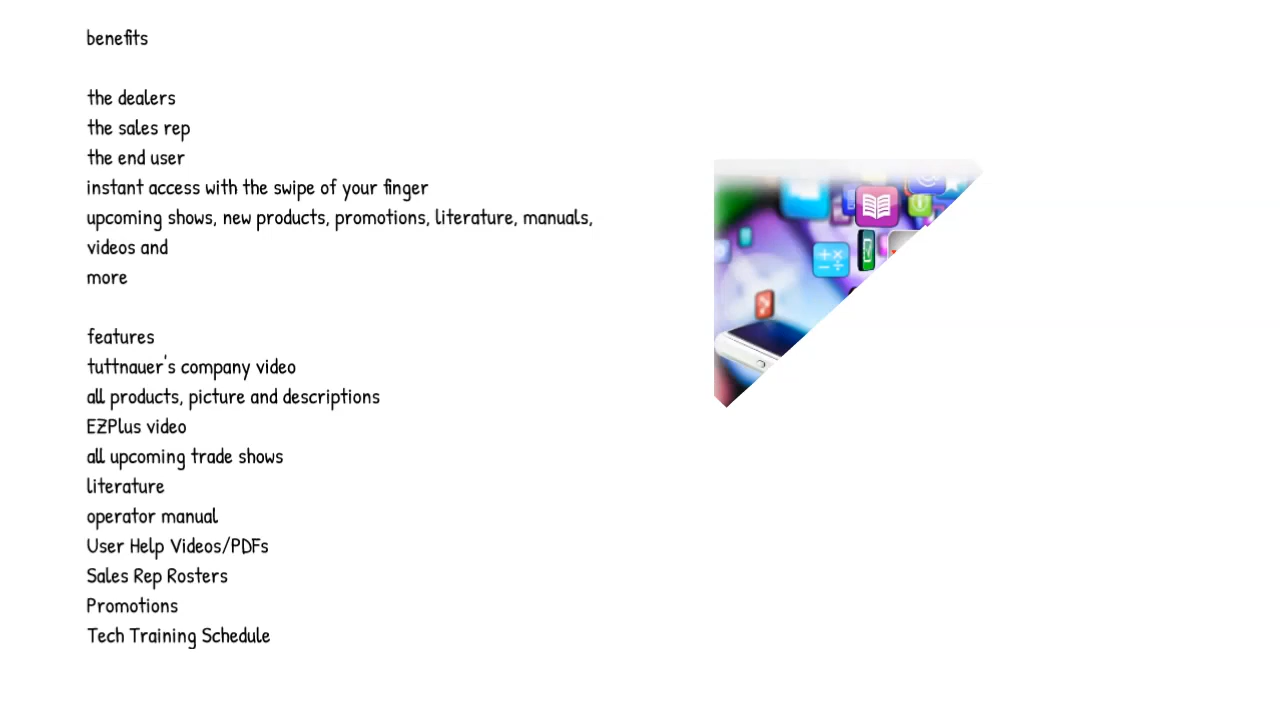 benefits
the dealers
the sales rep
the end user
instant access with the swipe of your finger
upcoming shows, new products, promotions, literature, manuals,
videos and
more
features
tuttnauer's company video
all products, picture and descriptions
EZPlus video
all upcoming trade shows
literature
operator manual
User Help Videos/PDFs
Sales Rep Rosters
Promotions
Tech Training Schedule